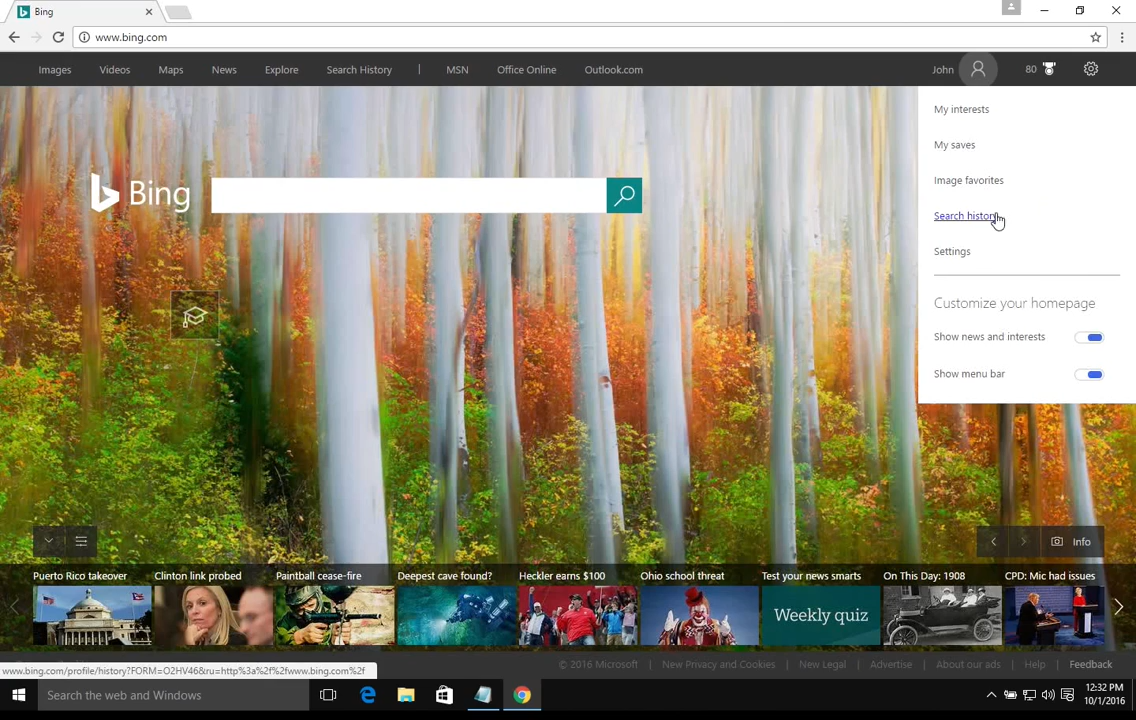 Bing
www.bing.com
Images Videos Maps News Explore Search History | MSN Office Online Outlook.com John 80
My interests
My saves
Image favorites
Search history
Settings
Customize your homepage
Show news and interests
Show menu bar
Bing
Info
Puerto Rico takeover Clinton link probed Paintball cease-fire Deepest cave found? Heckler earns $100 Ohio school threat Test your news smarts On This Day: 1908 CPD: Mic had issues
Weekly quiz
www.bing.com/profile/history?FORM=O2HV46&ru=http%3a%2f%2fwww.bing.com%2f
© 2016 Microsoft | New Privacy and Cookies | New Legal | Advertise | About our ads | Help | Feedback
Search the web and Windows
12:32 PM
10/1/2016